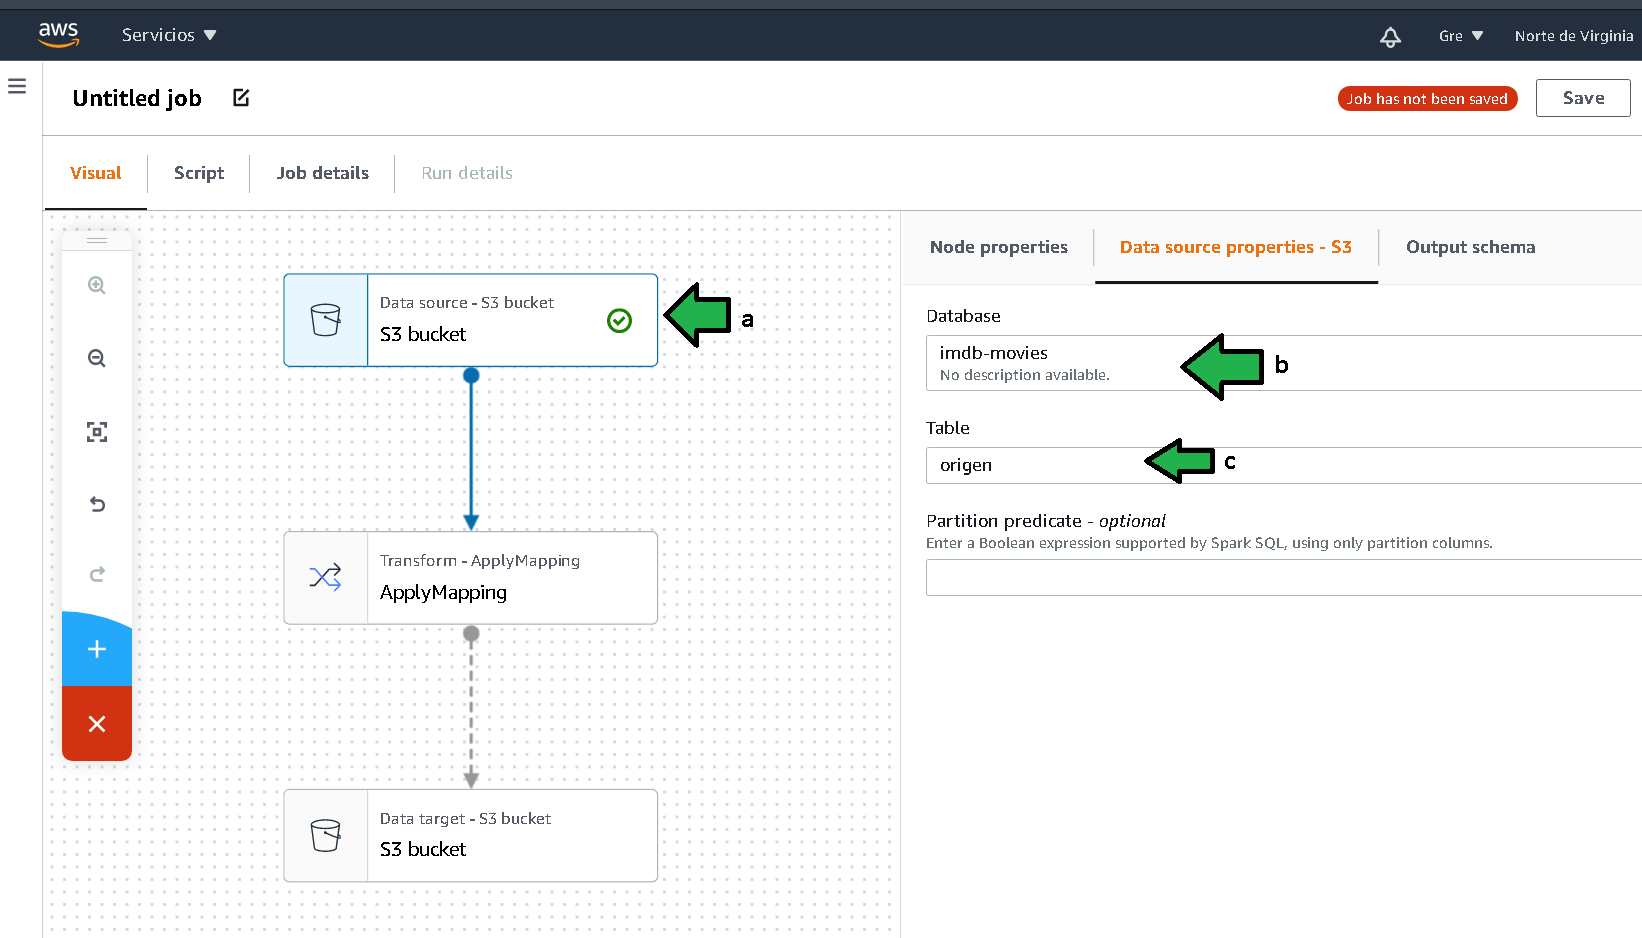 aws
Servicios
Gre
Norte de Virginia
Untitled job
Job has not been saved
Save
Visual
Script
Job details
Run details
Node properties
Data source properties - S3
Output schema
Data source - S3 bucket
S3 bucket
a
Database
imdb-movies
No description available.
b
Table
origen
c
Partition predicate - optional
Enter a Boolean expression supported by Spark SQL, using only partition columns.
Transform - ApplyMapping
ApplyMapping
Data target - S3 bucket
S3 bucket